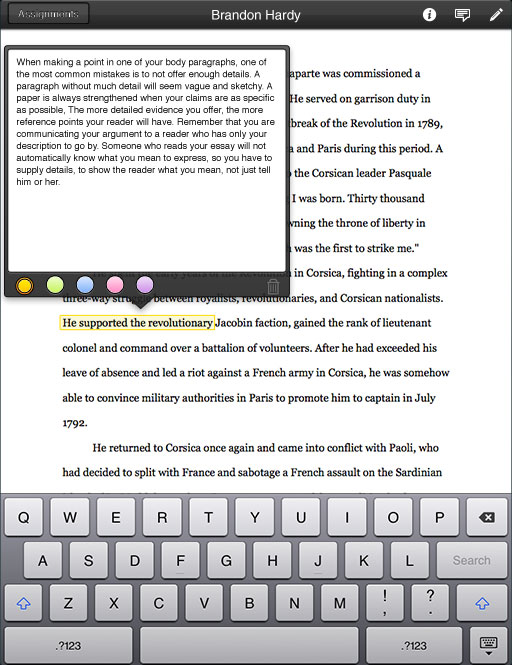 Assignments
Brandon Hardy
When making a point in one of your body paragraphs, one of
the most common mistakes is to not offer enough details. A
paragraph without much detail will seem vague and sketchy. A
paper is always strengthened when your claims are as specific
as possible, The more detailed evidence you offer, the more
reference points your reader will have. Remember that you are
communicating your argument to a reader who has only your
description to go by. Someone who reads your essay will not
automatically know what you mean to express, so you have to
supply details, to show the reader what you mean, not just tell
him or her.
aparte was commissioned a
He served on garrison duty in
break of the Revolution in 1789,
a and Paris during this period. A
the Corsican leader Pasquale
I was born. Thirty thousand
wning the throne of liberty in
was the first to strike me."
in Corsica, fighting in a complex
three-way struggle between royalists, revolutionaries, and Corsican nationalists.
He supported the revolutionary Jacobin faction, gained the rank of lieutenant
colonel and command over a battalion of volunteers. After he had exceeded his
leave of absence and led a riot against a French army in Corsica, he was somehow
able to convince military authorities in Paris to promote him to captain in July
1792.
He returned to Corsica once again and came into conflict with Paoli, who
had decided to split with France and sabotage a French assault on the Sardinian
Q W E R T Y U I O P
A S D F G H J K L Search
Z X C V B N M ! , ? .
.?123 .?123